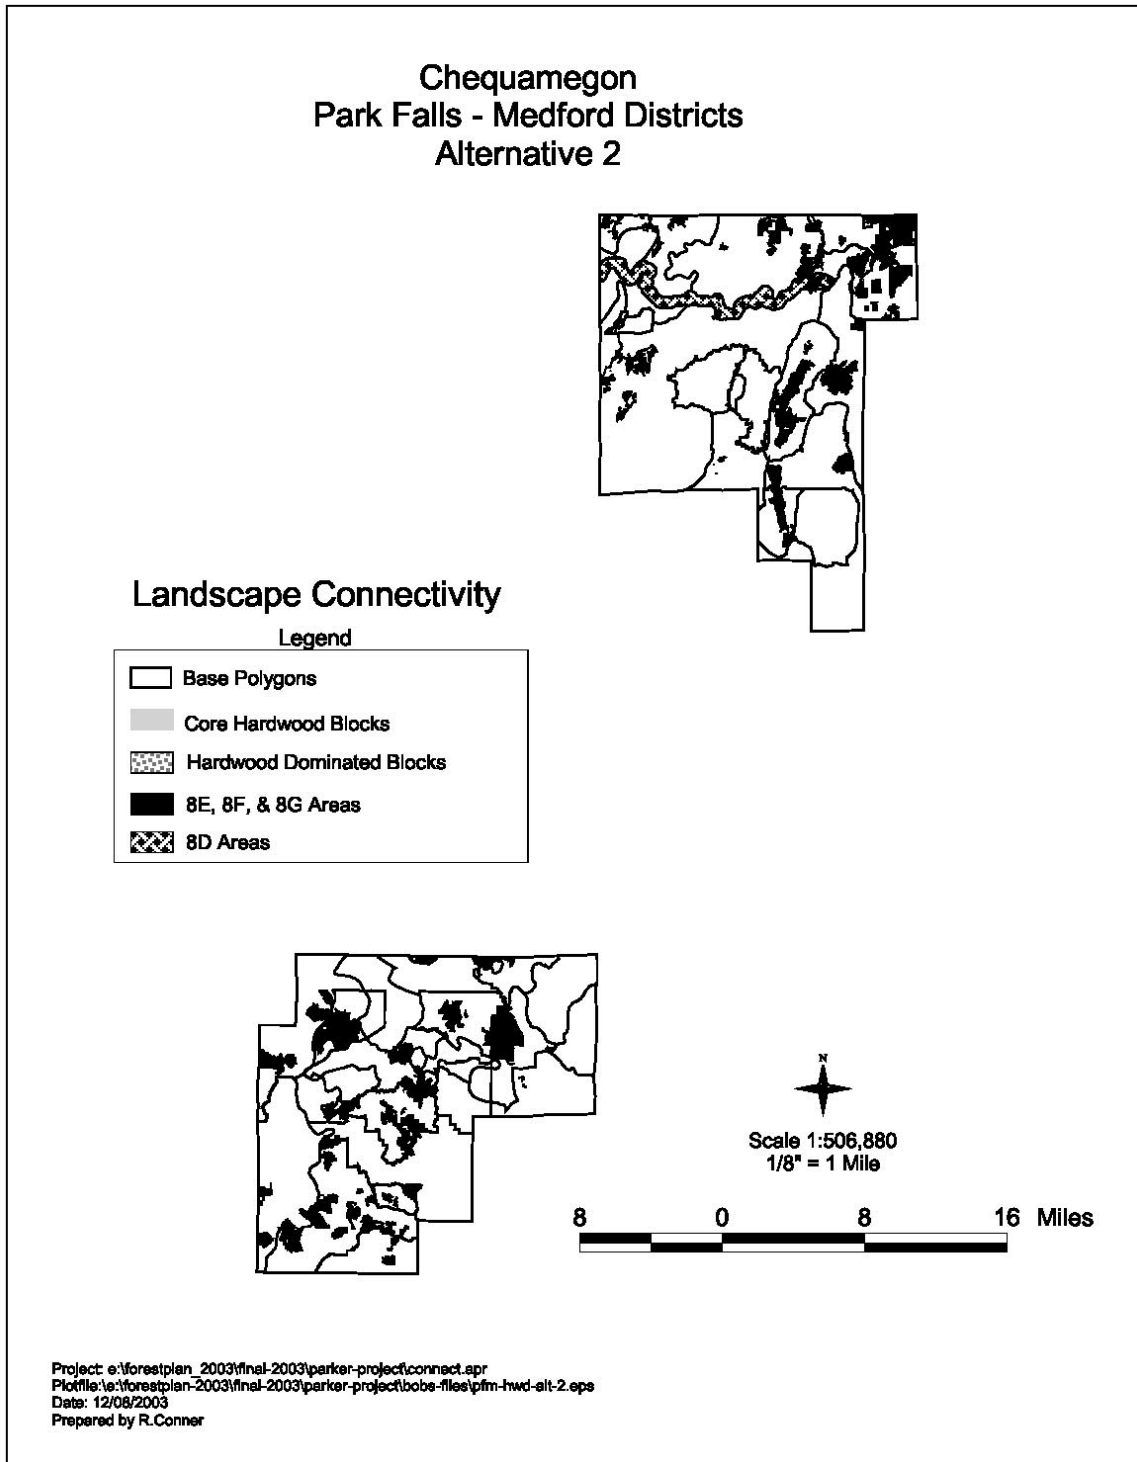 Chequamegon
Park Falls - Medford Districts
Alternative 2
Landscape Connectivity
Legend
Base Polygons
Core Hardwood Blocks
Hardwood Dominated Blocks
8E, 8F, & 8G Areas
8D Areas
N
Scale 1:506,880
1/8" = 1 Mile
8 0 8 16 Miles
Project: e:\forestplan_2003\final-2003\parker-project\connect.apr
Plotfile:\e:\forestplan-2003\final-2003\parker-project\bobs-files\pfm-hwd-alt-2.eps
Date: 12/08/2003
Prepared by R.Conner